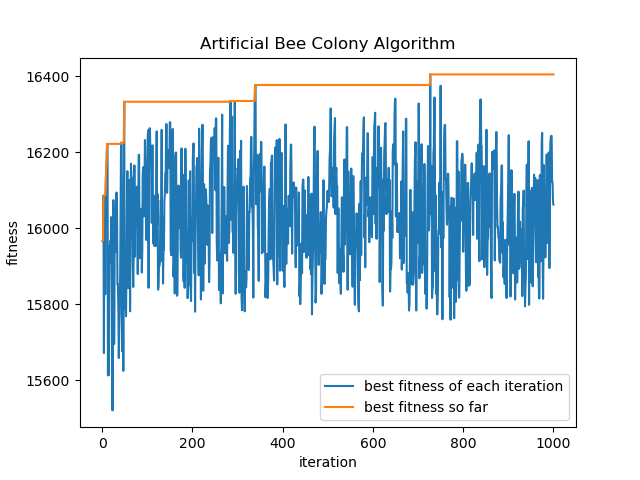 Artificial Bee Colony Algorithm
fitness
16400
16200
16000
15800
15600
0 200 400 600 800 1000
iteration
best fitness of each iteration
best fitness so far